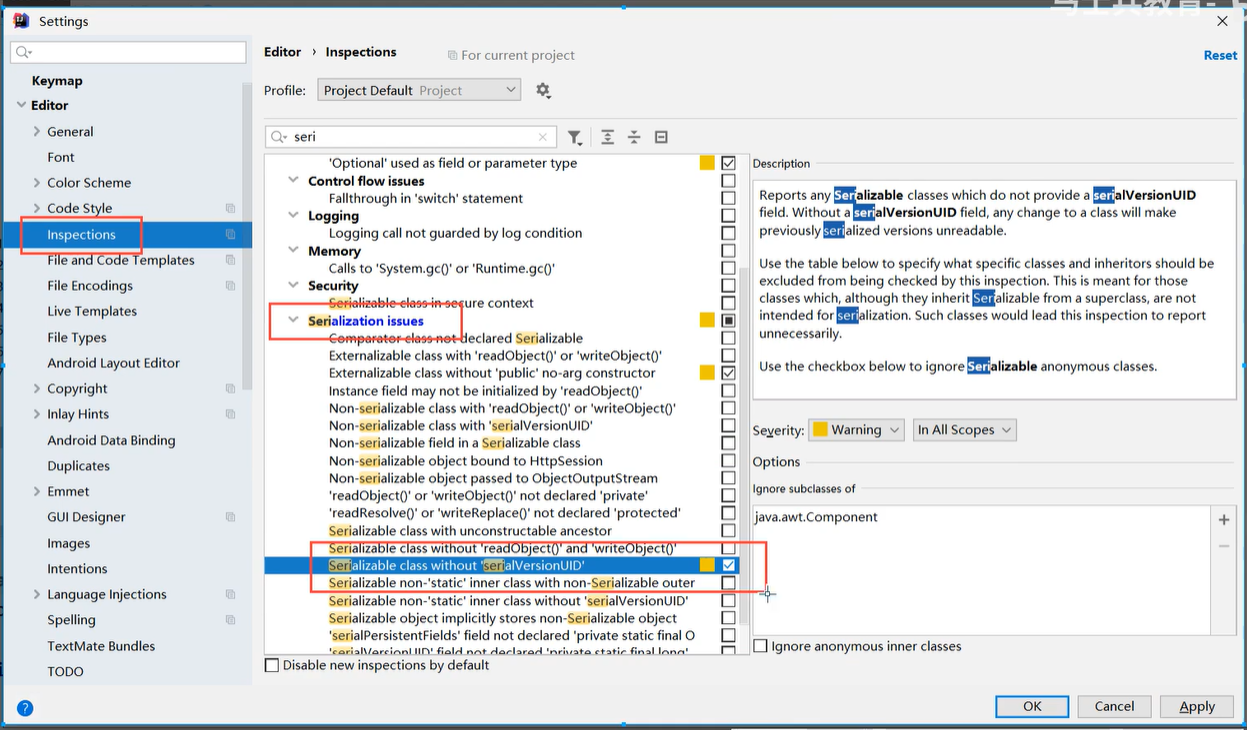 马士兵教育-
Settings
Keymap
Editor
General
Font
Color Scheme
Code Style
Inspections
File and Code Templates
File Encodings
Live Templates
File Types
Android Layout Editor
Copyright
Inlay Hints
Android Data Binding
Duplicates
Emmet
GUI Designer
Images
Intentions
Language Injections
Spelling
TextMate Bundles
TODO
Editor › Inspections
For current project
Reset
Profile:
Project Default Project
seri
'Optional' used as field or parameter type
Control flow issues
Fallthrough in 'switch' statement
Logging
Logging call not guarded by log condition
Memory
Calls to 'System.gc()' or 'Runtime.gc()'
Security
Serializable class in secure context
Serialization issues
Comparator class not declared Serializable
Externalizable class with 'readObject()' or 'writeObject()'
Externalizable class without 'public' no-arg constructor
Instance field may not be initialized by 'readObject()'
Non-serializable class with 'readObject()' or 'writeObject()'
Non-serializable class with 'serialVersionUID'
Non-serializable field in a Serializable class
Non-serializable object bound to HttpSession
Non-serializable object passed to ObjectOutputStream
'readObject()' or 'writeObject()' not declared 'private'
'readResolve()' or 'writeReplace()' not declared 'protected'
Serializable class with unconstructable ancestor
Serializable class without 'readObject()' and 'writeObject()'
Serializable class without 'serialVersionUID'
Serializable non-'static' inner class with non-Serializable outer
Serializable non-'static' inner class without 'serialVersionUID'
Serializable object implicitly stores non-Serializable object
'serialPersistentFields' field not declared 'private static final O
'serialVersionUID' field not declared 'private static final long'
Disable new inspections by default
Description
Reports any Serializable classes which do not provide a serialVersionUID
field. Without a serialVersionUID field, any change to a class will make
previously serialized versions unreadable.
Use the table below to specify what specific classes and inheritors should be
excluded from being checked by this inspection. This is meant for those
classes which, although they inherit Serializable from a superclass, are not
intended for serialization. Such classes would lead this inspection to report
unnecessarily.
Use the checkbox below to ignore Serializable anonymous classes.
Severity:
Warning
In All Scopes
Options
Ignore subclasses of
java.awt.Component
Ignore anonymous inner classes
OK
Cancel
Apply